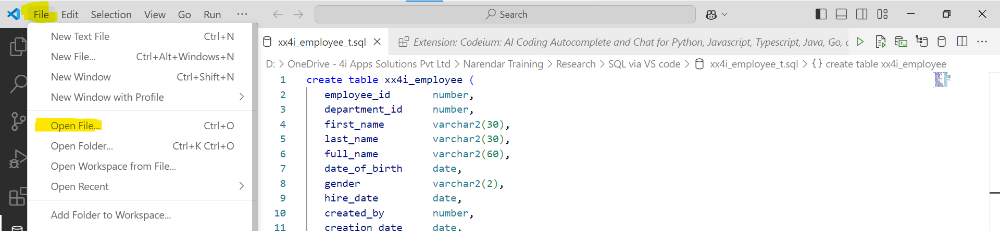 File Edit Selection View Go Run ...
Search
New Text File Ctrl+N
New File... Ctrl+Alt+Windows+N
New Window Ctrl+Shift+N
New Window with Profile
Open File... Ctrl+O
Open Folder... Ctrl+K Ctrl+O
Open Workspace from File...
Open Recent
Add Folder to Workspace...
xx4i_employee_t.sql
Extension: Codeium: AI Coding Autocomplete and Chat for Python, Javascript, Typescript, Java, Go,
D: > OneDrive - 4i Apps Solutions Pvt Ltd > Narendar Training > Research > SQL via VS code > xx4i_employee_t.sql > {} create table xx4i_employee
1 create table xx4i_employee (
2 employee_id number,
3 department_id number,
4 first_name varchar2(30),
5 last_name varchar2(30),
6 full_name varchar2(60),
7 date_of_birth date,
8 gender varchar2(2),
9 hire_date date,
10 created_by number,
11 creation_date date,